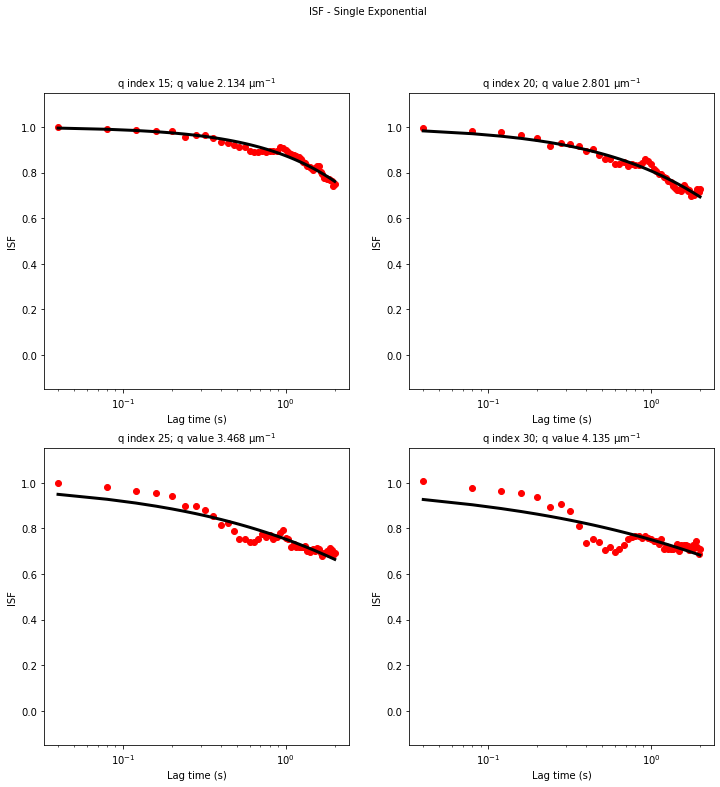 ISF - Single Exponential
q index 15; q value 2.134 μm⁻¹
q index 20; q value 2.801 μm⁻¹
1.0
0.8
0.6
0.4
0.2
0.0
ISF
10⁻¹
10⁰
Lag time (s)
1.0
0.8
0.6
0.4
0.2
0.0
ISF
10⁻¹
10⁰
Lag time (s)
q index 25; q value 3.468 μm⁻¹
q index 30; q value 4.135 μm⁻¹
1.0
0.8
0.6
0.4
0.2
0.0
ISF
10⁻¹
10⁰
Lag time (s)
1.0
0.8
0.6
0.4
0.2
0.0
ISF
10⁻¹
10⁰
Lag time (s)